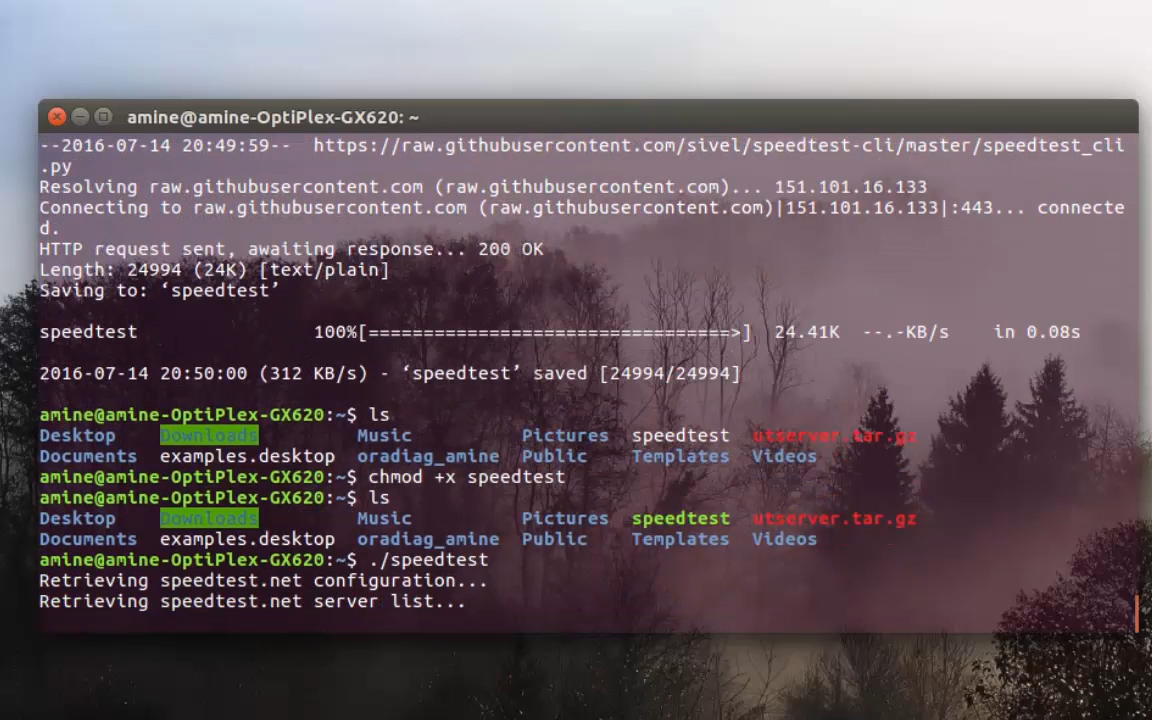 amine@amine-OptiPlex-GX620: ~
--2016-07-14 20:49:59--  https://raw.githubusercontent.com/sivel/speedtest-cli/master/speedtest_cli
.py
Resolving raw.githubusercontent.com (raw.githubusercontent.com)... 151.101.16.133
Connecting to raw.githubusercontent.com (raw.githubusercontent.com)|151.101.16.133|:443... connecte
d.
HTTP request sent, awaiting response... 200 OK
Length: 24994 (24K) [text/plain]
Saving to: ‘speedtest’
speedtest                100%[=================================>]  24.41K  --.-KB/s    in 0.08s
2016-07-14 20:50:00 (312 KB/s) - ‘speedtest’ saved [24994/24994]
amine@amine-OptiPlex-GX620:~$ ls
Desktop    Downloads         Music          Pictures  speedtest  utserver.tar.gz
Documents  examples.desktop  oradiag_amine  Public    Templates  Videos
amine@amine-OptiPlex-GX620:~$ chmod +x speedtest
amine@amine-OptiPlex-GX620:~$ ls
Desktop    Downloads         Music          Pictures  speedtest  utserver.tar.gz
Documents  examples.desktop  oradiag_amine  Public    Templates  Videos
amine@amine-OptiPlex-GX620:~$ ./speedtest
Retrieving speedtest.net configuration...
Retrieving speedtest.net server list...